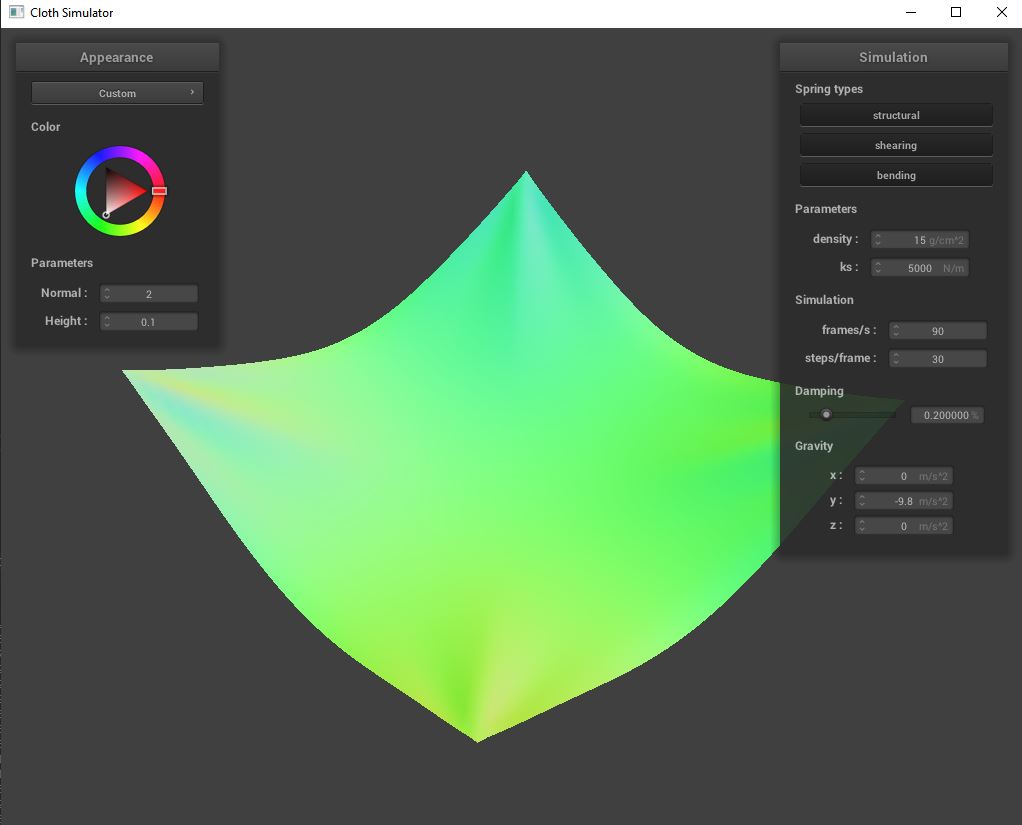 Cloth Simulator
Appearance
Custom
Color
Parameters
Normal : 2
Height : 0.1
Simulation
Spring types
structural
shearing
bending
Parameters
density : 15 g/cm^2
ks : 5000 N/m
Simulation
frames/s : 90
steps/frame : 30
Damping
0.200000 %
Gravity
x : 0 m/s^2
y : -9.8 m/s^2
z : 0 m/s^2